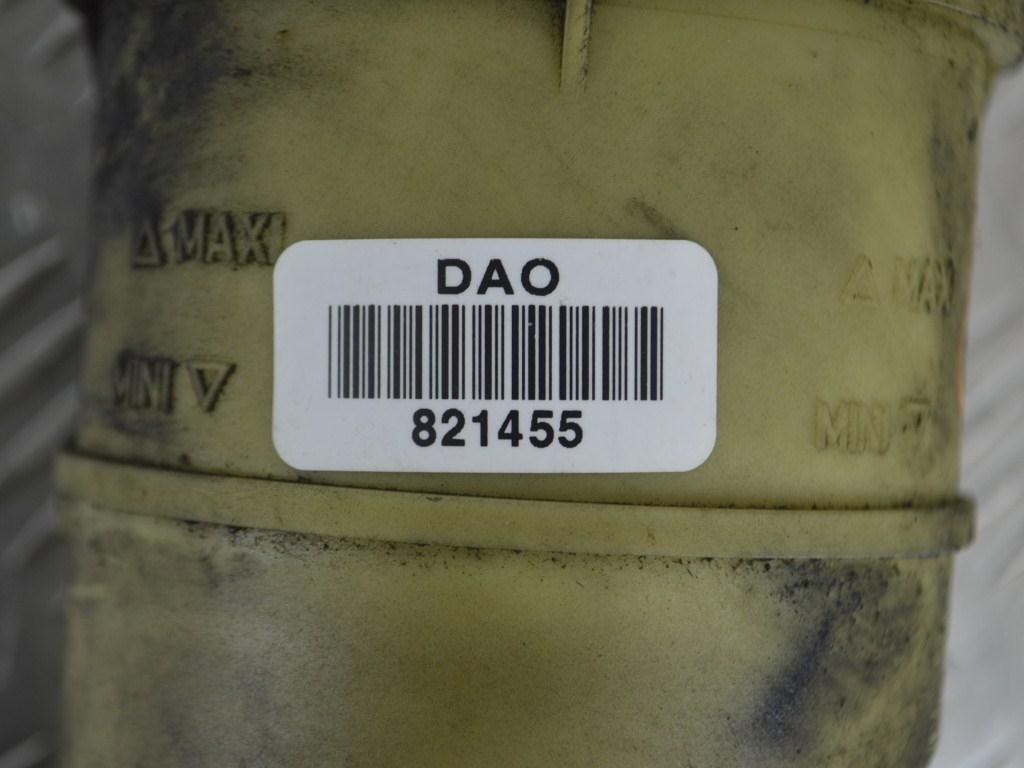 △ MAXI
DAO
△ MAXI
MINI ▽
821455
MINI ▽